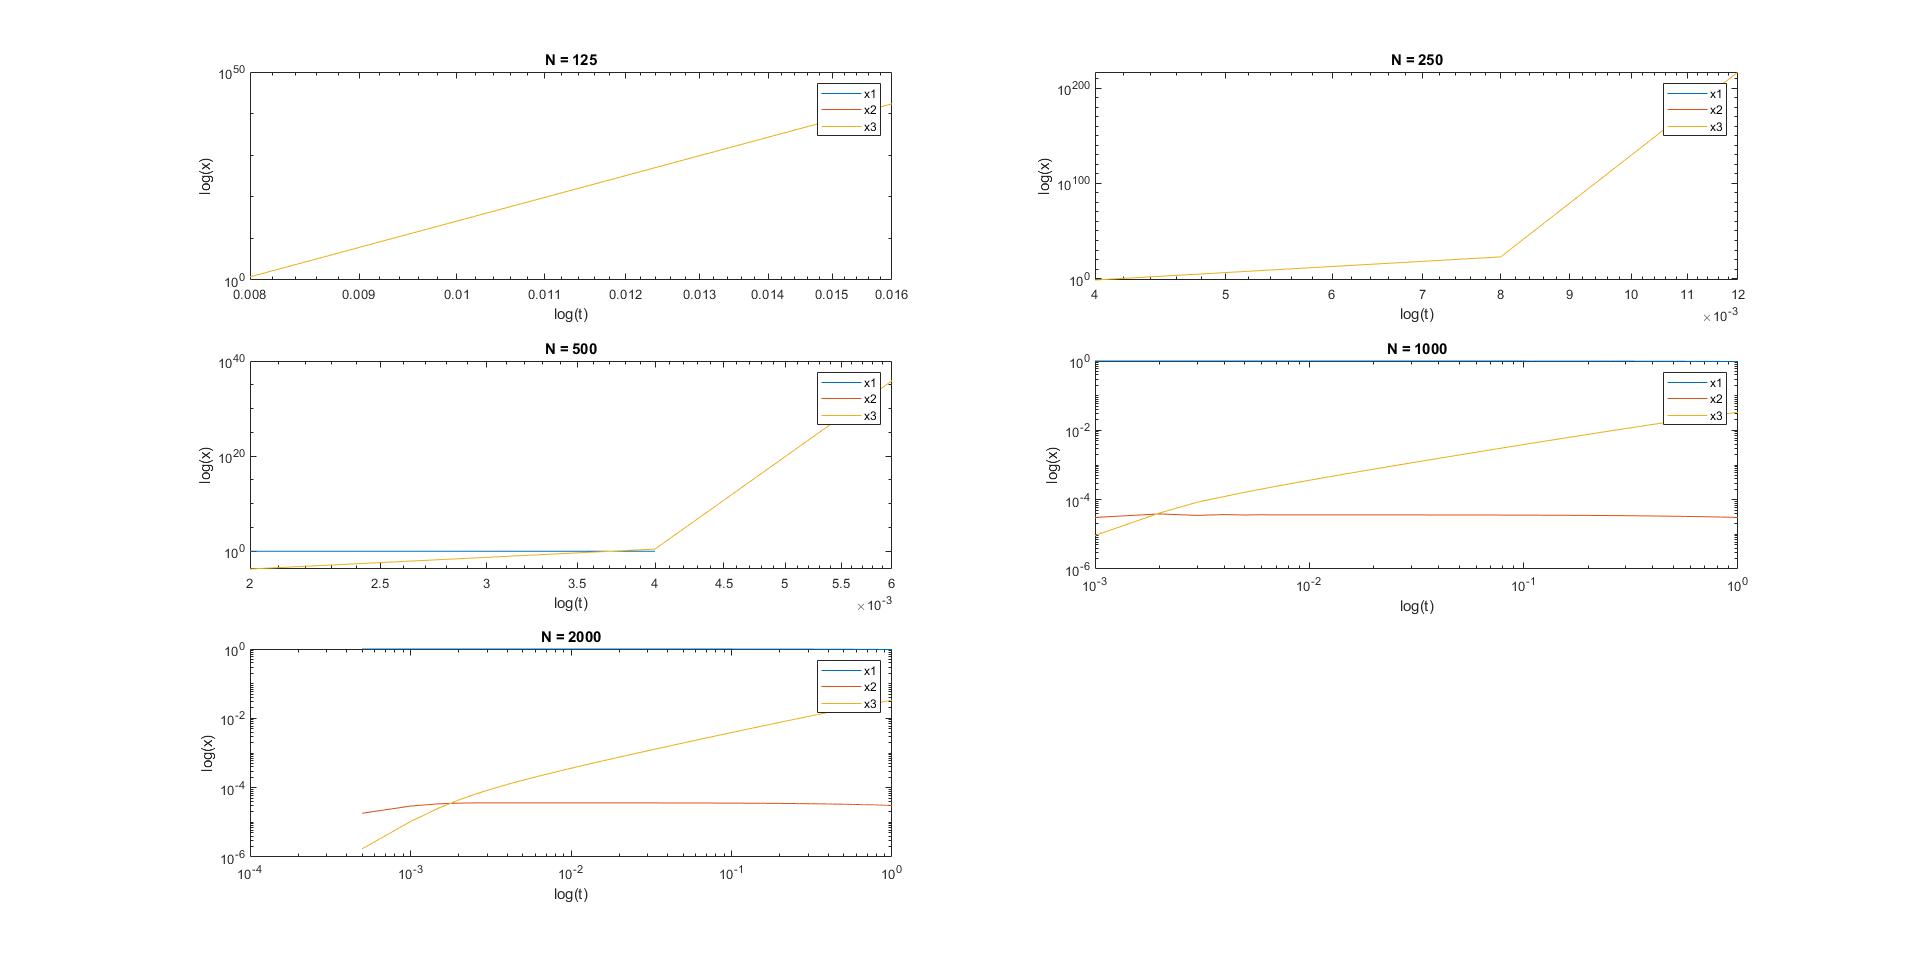 N = 125
10^50
10^0
log(x)
0.008 0.009 0.01 0.011 0.012 0.013 0.014 0.015 0.016
log(t)
x1
x2
x3
N = 250
10^200
10^100
10^0
log(x)
4 5 6 7 8 9 10 11 12
log(t)
×10^-3
x1
x2
x3
N = 500
10^40
10^20
10^0
log(x)
2 2.5 3 3.5 4 4.5 5 5.5 6
log(t)
×10^-3
x1
x2
x3
N = 1000
10^0
10^-2
10^-4
10^-6
log(x)
10^-3 10^-2 10^-1 10^0
log(t)
x1
x2
x3
N = 2000
10^0
10^-2
10^-4
10^-6
log(x)
10^-4 10^-3 10^-2 10^-1 10^0
log(t)
x1
x2
x3